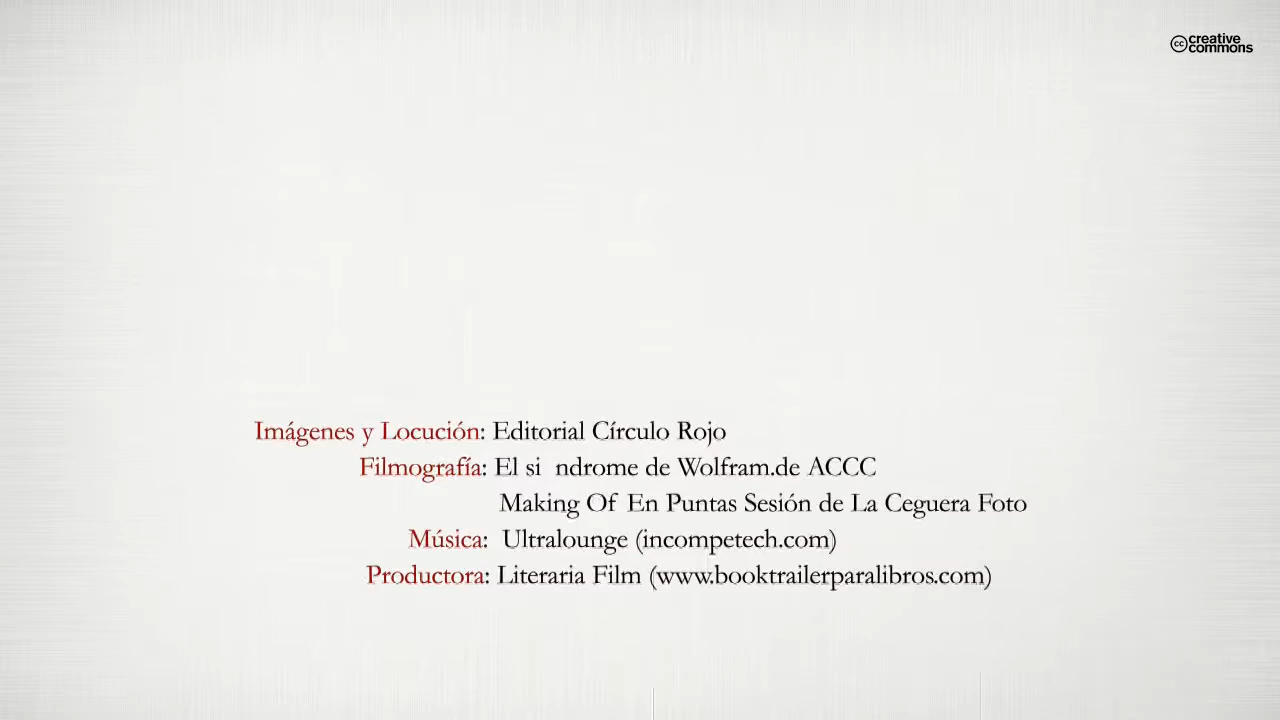 creative
commons
Imágenes y Locución: Editorial Círculo Rojo
Filmografía: El si  ndrome de Wolfram.de ACCC
Making Of En Puntas Sesión de La Ceguera Foto
Música:  Ultralounge (incompetech.com)
Productora: Literaria Film (www.booktrailerparalibros.com)